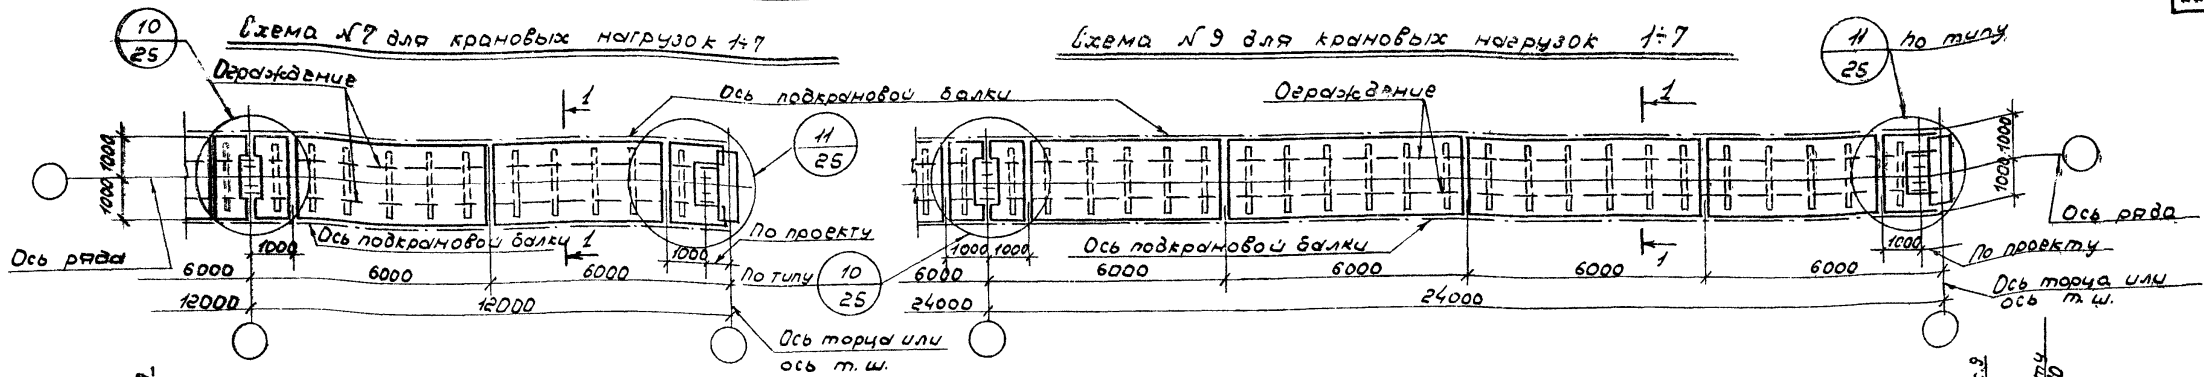 Схема №7 для крановых нагрузок 1÷7
10
25
Ограждение
1
Ось подкрановой балки
11
25
1000
1000
Ось ряда
Ось подкрановой балки
1
1000
1000
По проекту
6000
6000
6000
12000
12000
Ось торца или
ось т.ш.
Схема №9 для крановых нагрузок 1÷7
11
25
по типу
Ограждение
1
1000
1000
Ось ряда
1000
1000
Ось подкрановой балки
1
1000
По проекту
По типу
10
25
6000
6000
6000
6000
6000
24000
24000
Ось торца или
ось т.ш.